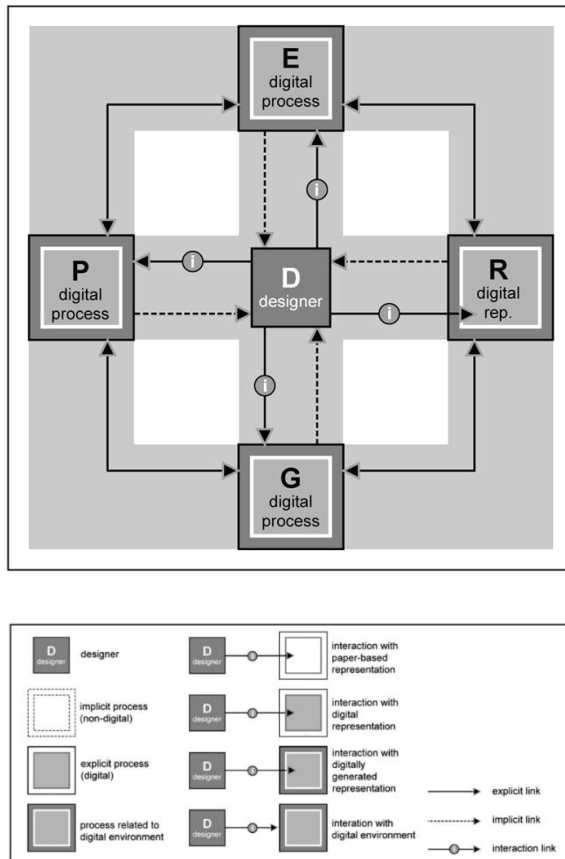 E
digital
process
i
P
digital
process
i
D
designer
i
R
digital
rep.
i
G
digital
process
D
designer
designer
D
designer
interaction with
paper-based
representation
implicit process
(non-digital)
D
designer
interaction with
digital
representation
explicit process
(digital)
D
designer
interaction with
digitally
generated
representation
explicit link
process related to
digital environment
D
designer
interation with
digital environment
implicit link
interaction link